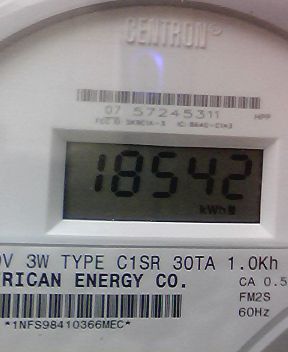 CENTRON®
07 57245311 HPP
18542
kWh
V 3W TYPE C1SR 30TA 1.0Kh
RICAN ENERGY CO.
CA 0.5
FM2S
60Hz
*1NFS98410366MEC*